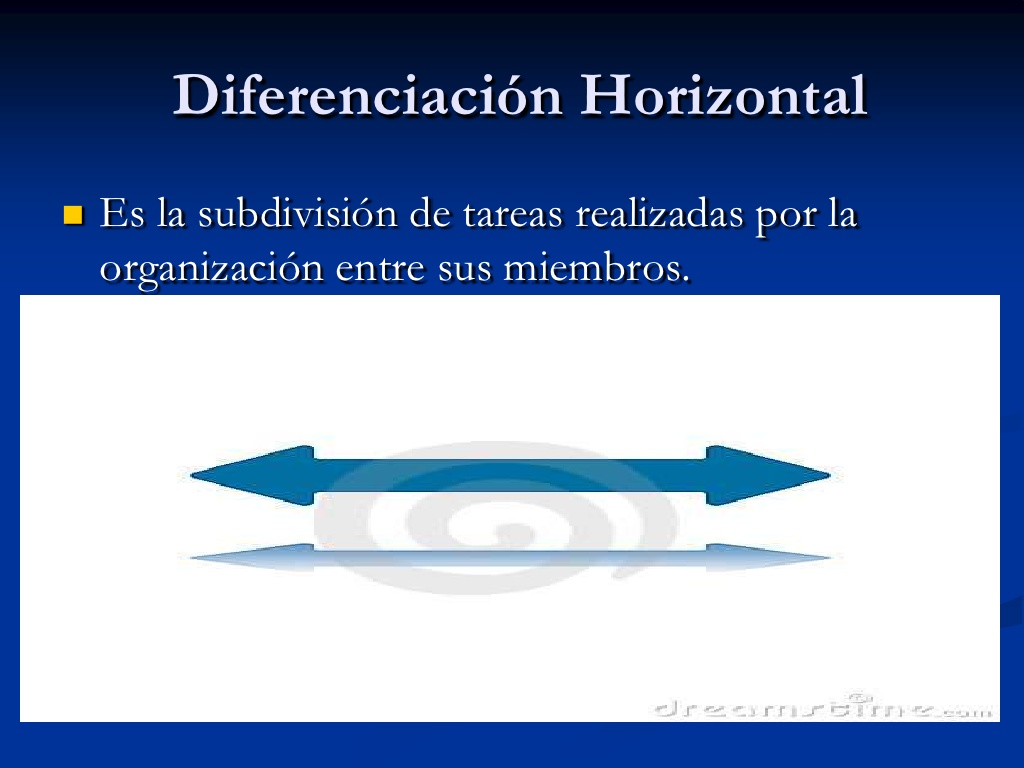 Diferenciación Horizontal
Es la subdivisión de tareas realizadas por la
organización entre sus miembros.
dreamstime.com